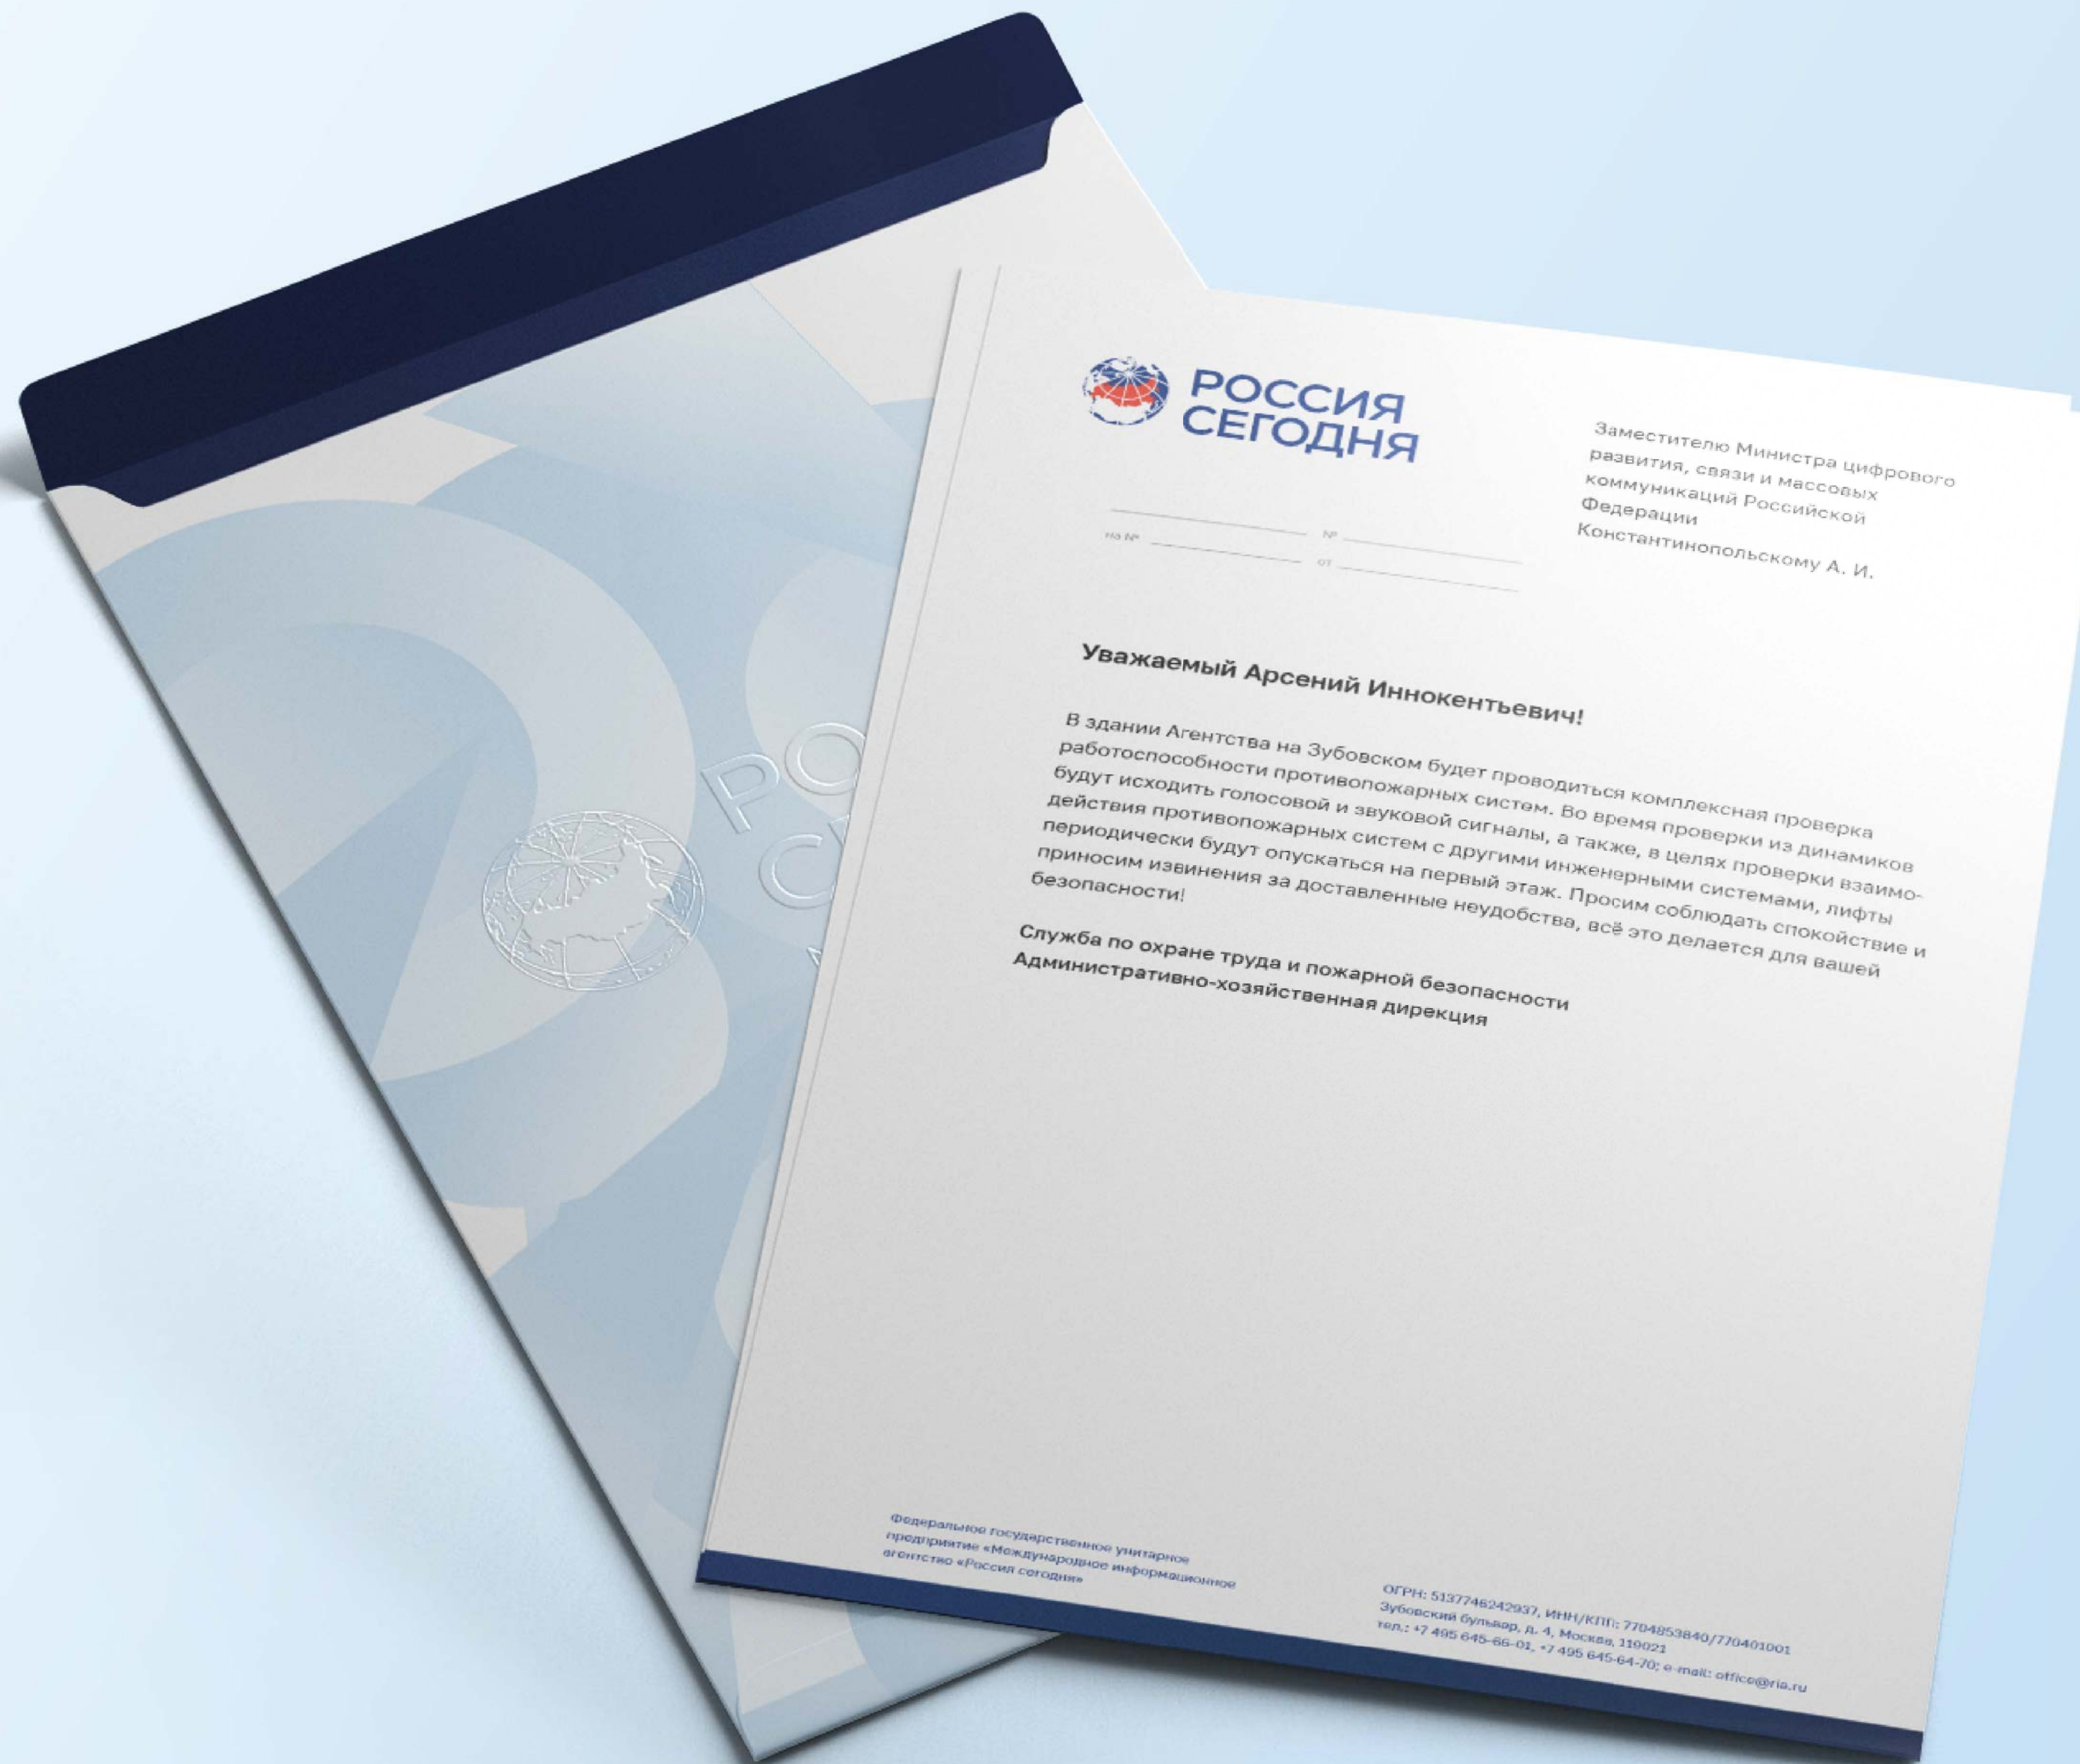 РОССИЯ
СЕГОДНЯ
Заместителю Министра цифрового
развития, связи и массовых
коммуникаций Российской
Федерации
Константинопольскому А. И.
№
на № от
Уважаемый Арсений Иннокентьевич!
В здании Агентства на Зубовском будет проводиться комплексная проверка
работоспособности противопожарных систем. Во время проверки из динамиков
будут исходить голосовой и звуковой сигналы, а также, в целях проверки взаимо-
действия противопожарных систем с другими инженерными системами, лифты
периодически будут опускаться на первый этаж. Просим соблюдать спокойствие и
приносим извинения за доставленные неудобства, всё это делается для вашей
безопасности!
Служба по охране труда и пожарной безопасности
Административно-хозяйственная дирекция
Федеральное государственное унитарное
предприятие «Международное информационное
агентство «Россия сегодня»
ОГРН: 5137746242937, ИНН/КПП: 7704853840/770401001
Зубовский бульвар, д. 4, Москва, 119021
тел.: +7 495 645-66-01, +7 495 645-64-70; e-mail: office@ria.ru
РО
С